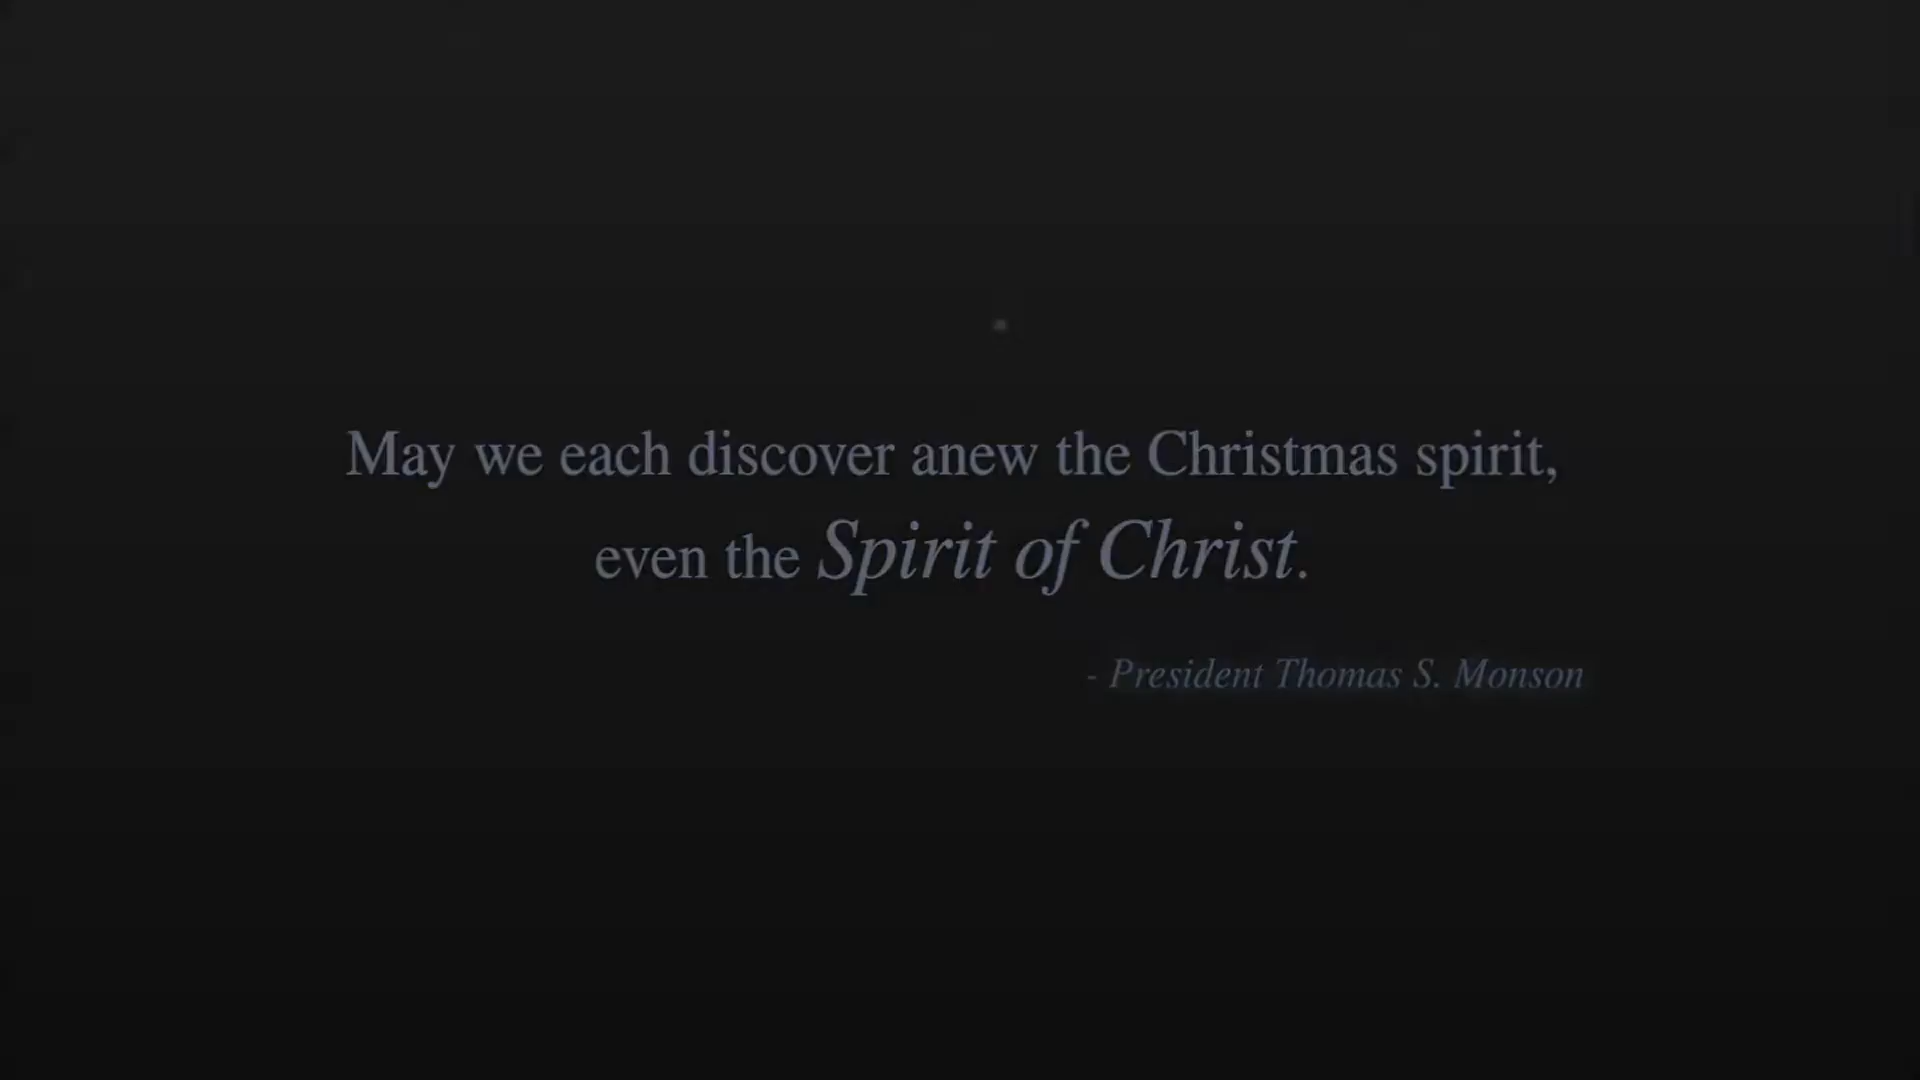 May we each discover anew the Christmas spirit,
even the Spirit of Christ.
- President Thomas S. Monson